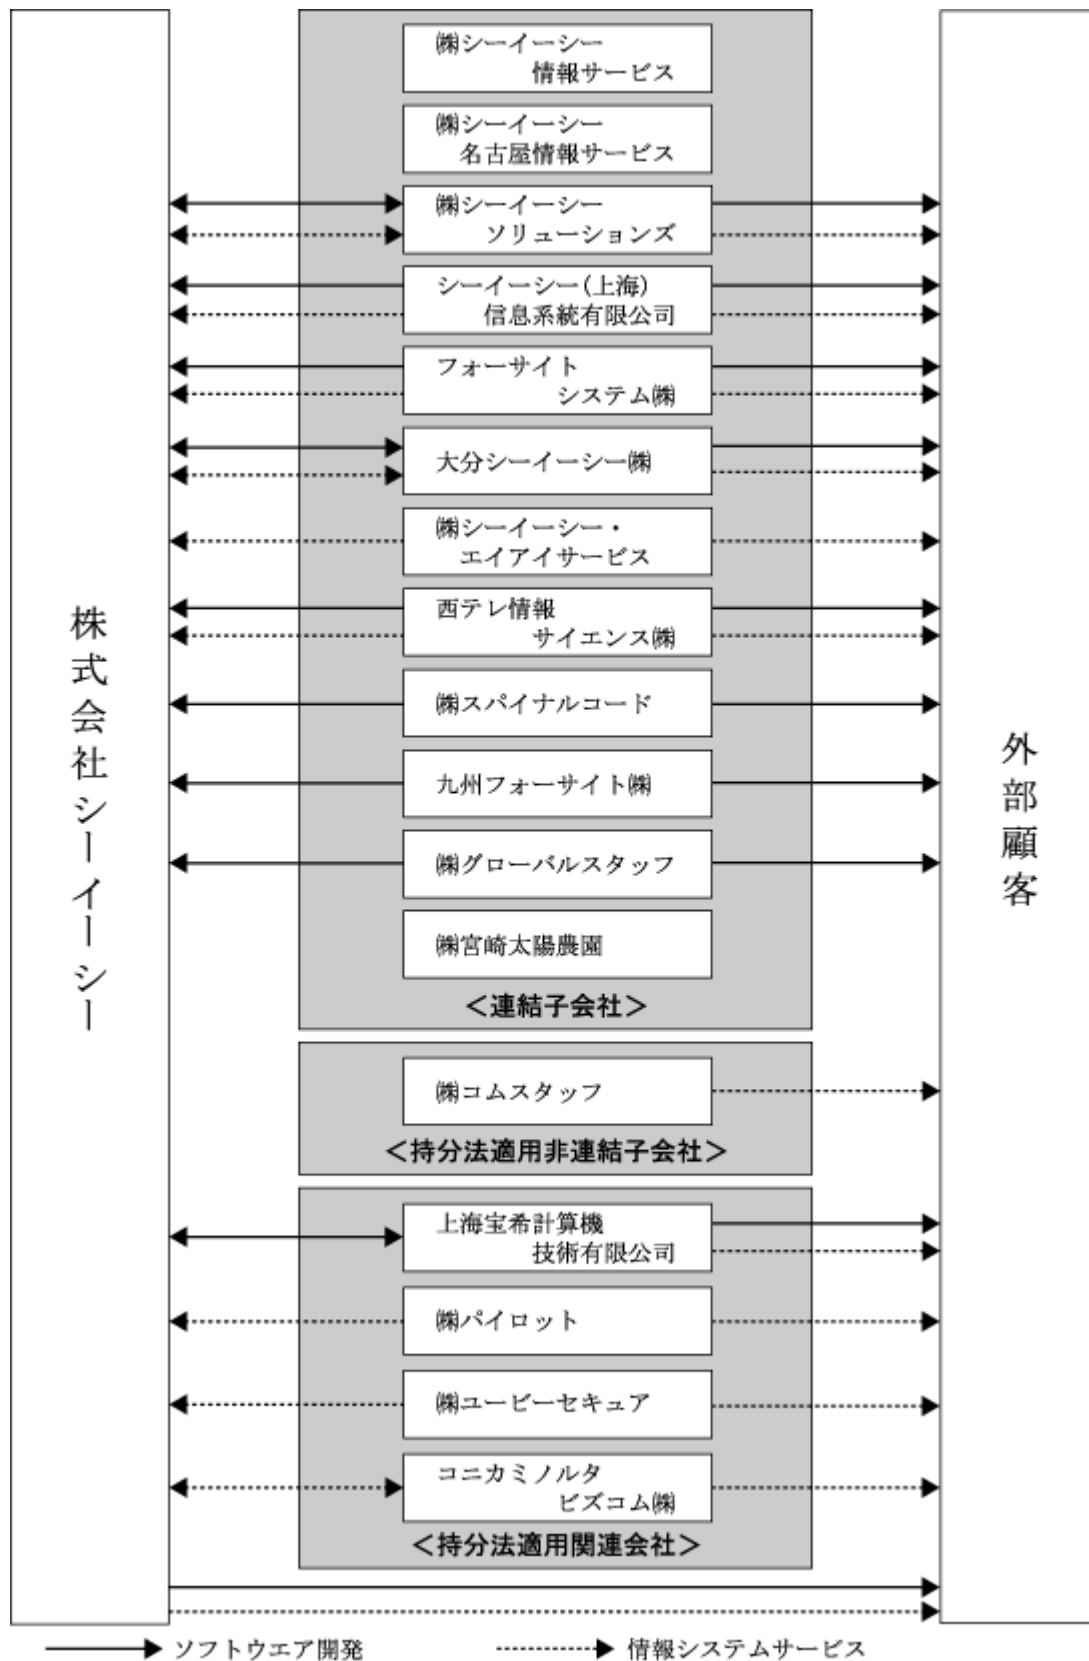 株式会社シーイーシー
㈱シーイーシー
情報サービス
㈱シーイーシー
名古屋情報サービス
㈱シーイーシー
ソリューションズ
シーイーシー(上海)
信息系統有限公司
フォーサイト
システム㈱
大分シーイーシー㈱
㈱シーイーシー・
エイアイサービス
西テレ情報
サイエンス㈱
㈱スパイナルコード
九州フォーサイト㈱
㈱グローバルスタッフ
㈱宮崎太陽農園
＜連結子会社＞
㈱コムスタッフ
＜持分法適用非連結子会社＞
上海宝希計算機
技術有限公司
㈱パイロット
㈱ユービーセキュア
コニカミノルタ
ビズコム㈱
＜持分法適用関連会社＞
外部顧客
ソフトウエア開発
情報システムサービス